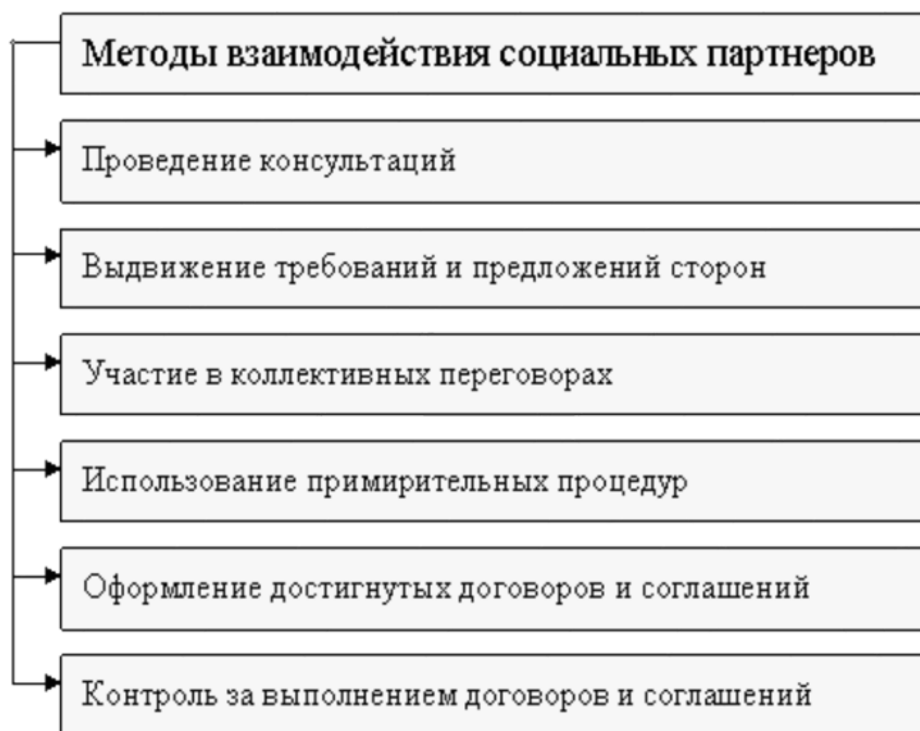 Методы взаимодействия социальных партнеров
Проведение консультаций
Выдвижение требований и предложений сторон
Участие в коллективных переговорах
Использование примирительных процедур
Оформление достигнутых договоров и соглашений
Контроль за выполнением договоров и соглашений